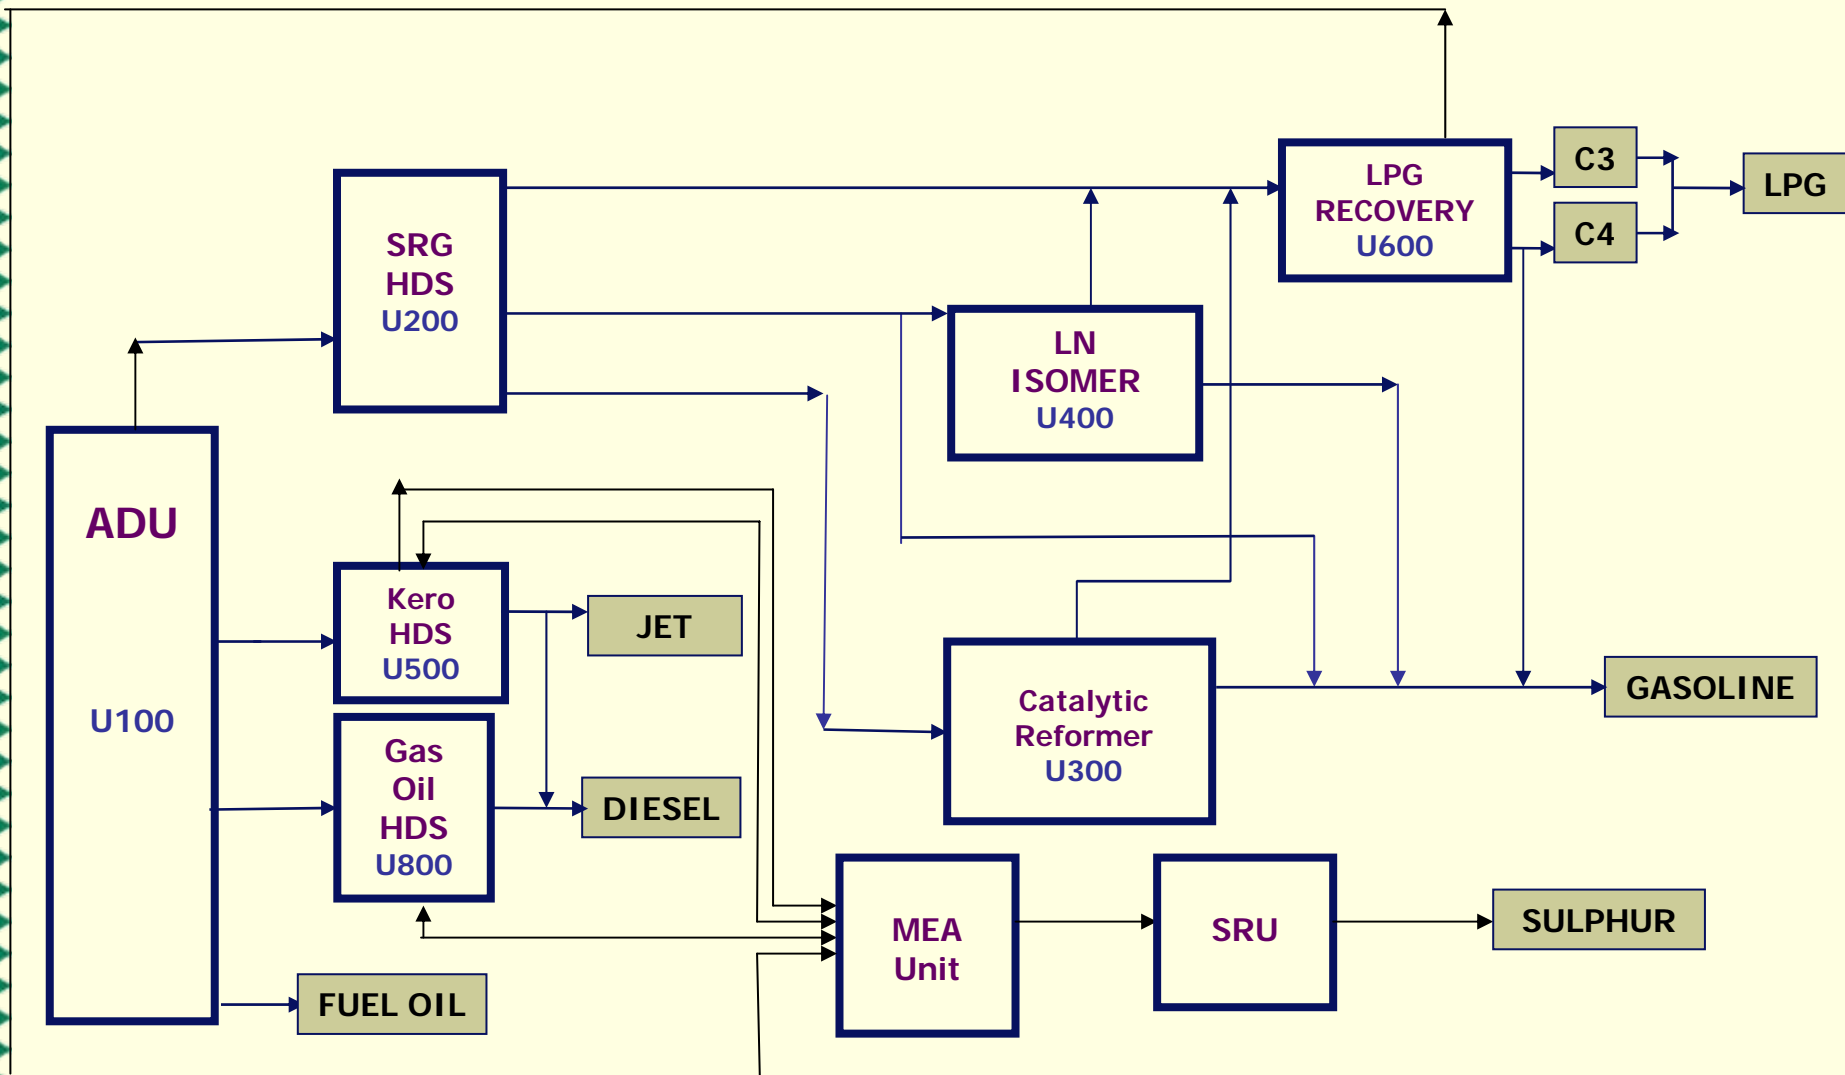 LPG
RECOVERY
U600
C3
C4
LPG
SRG
HDS
U200
LN
ISOMER
U400
ADU
U100
Kero
HDS
U500
JET
Gas
Oil
HDS
U800
DIESEL
Catalytic
Reformer
U300
GASOLINE
MEA
Unit
SRU
SULPHUR
FUEL OIL